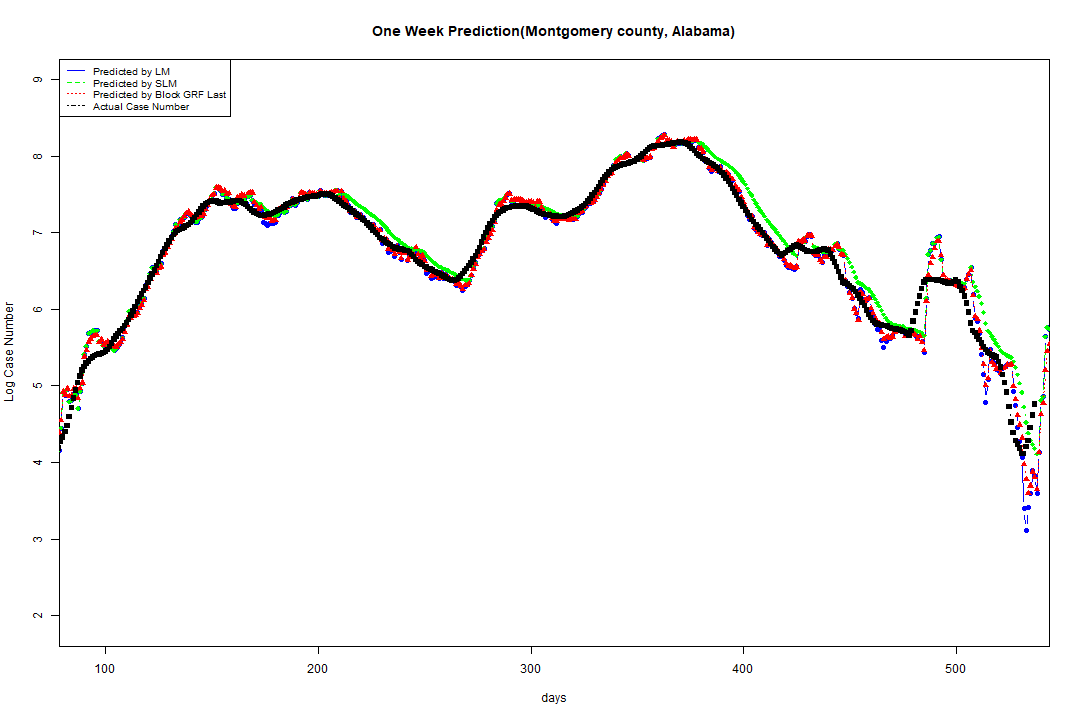 One Week Prediction(Montgomery county, Alabama)
Predicted by LM
Predicted by SLM
Predicted by Block GRF Last
Actual Case Number
9
8
7
6
5
4
3
2
Log Case Number
100 200 300 400 500
days